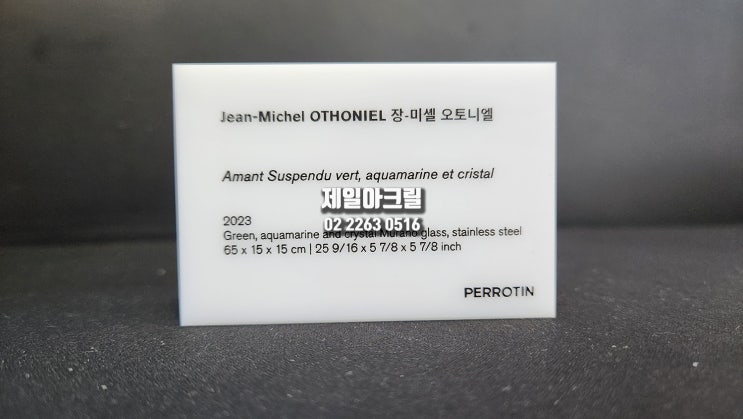 Jean-Michel OTHONIEL 장-미셸 오토니엘
Amant Suspendu vert, aquamarine et cristal
제일아크릴
02 2263 0516
2023
Green, aquamarine and crystal Murano glass, stainless steel
65 x 15 x 15 cm | 25 9/16 x 5 7/8 x 5 7/8 inch
PERROTIN